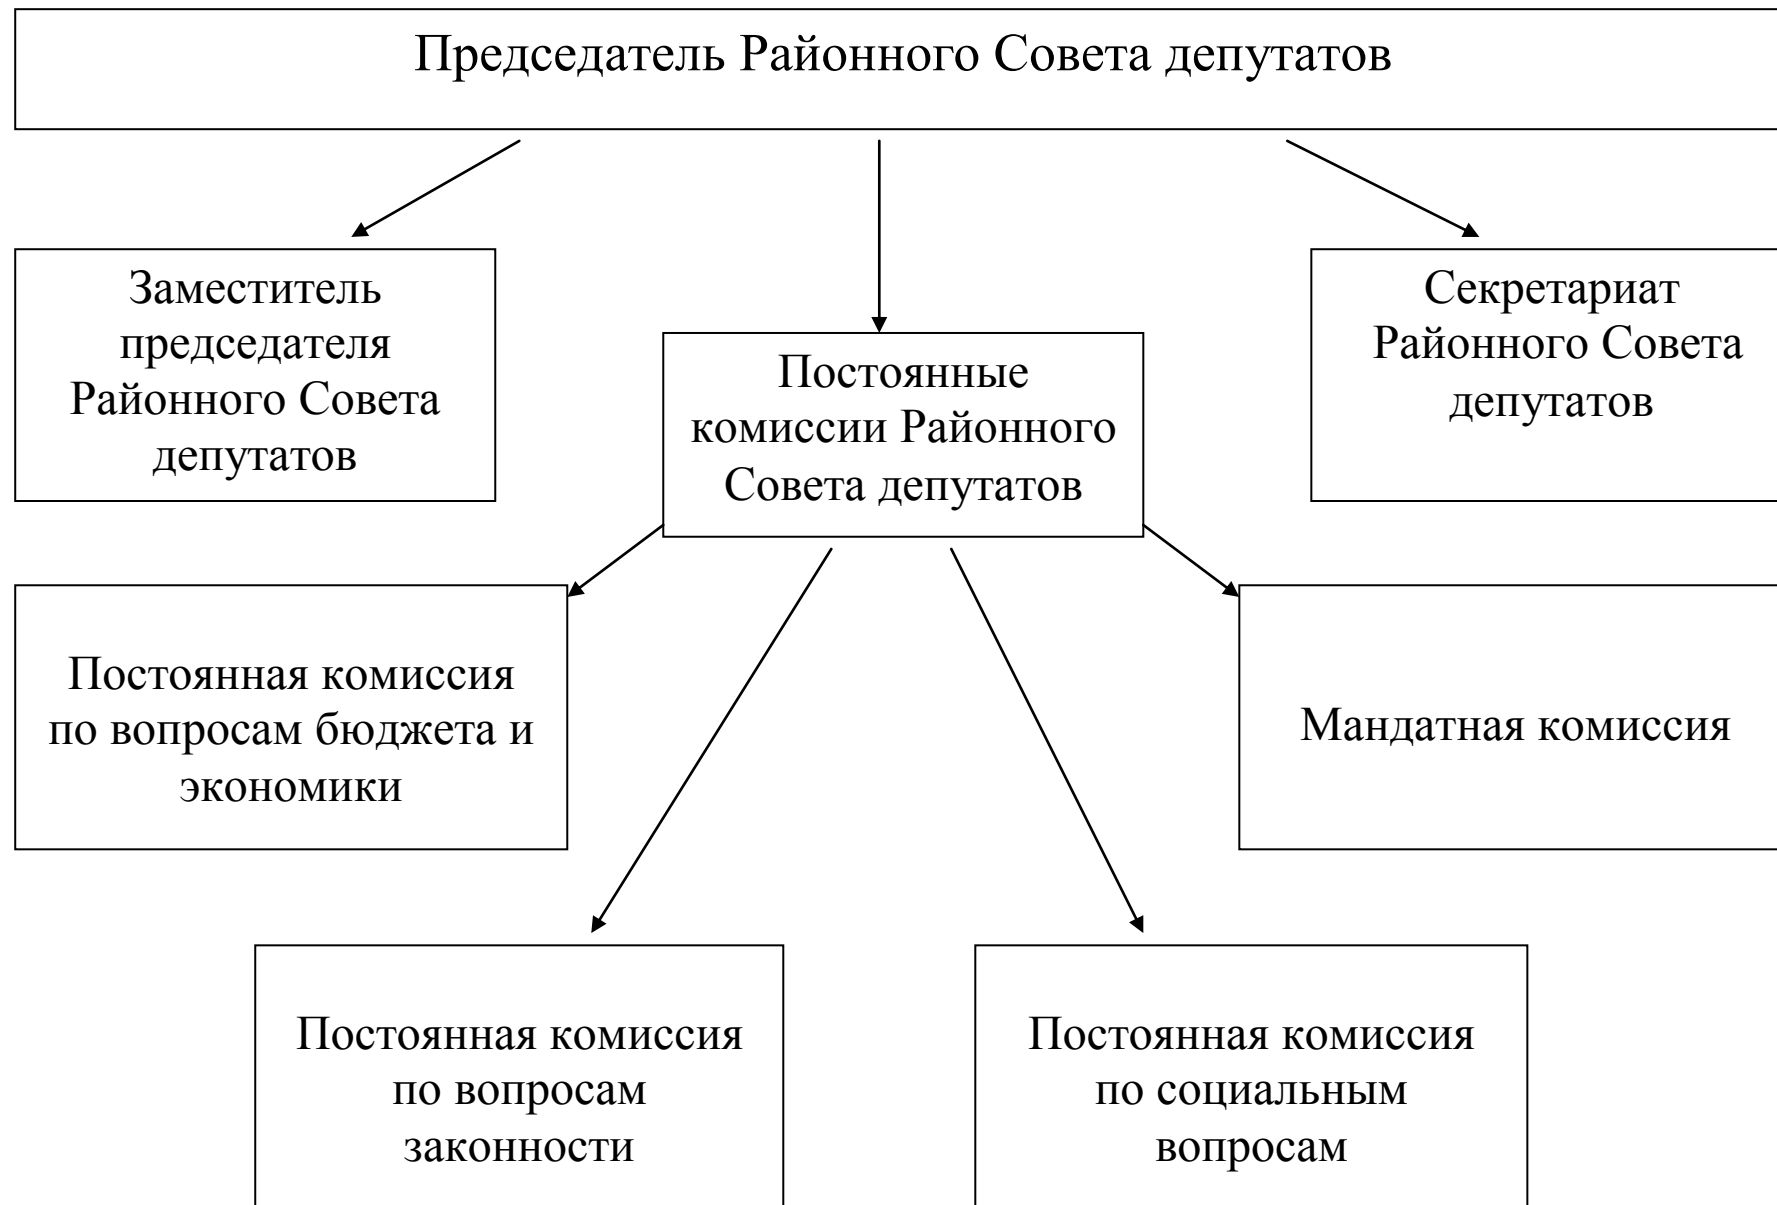 Председатель Районного Совета депутатов
Заместитель
председателя
Районного Совета
депутатов
Постоянные
комиссии Районного
Совета депутатов
Секретариат
Районного Совета
депутатов
Постоянная комиссия
по вопросам бюджета и
экономики
Мандатная комиссия
Постоянная комиссия
по вопросам
законности
Постоянная комиссия
по социальным
вопросам